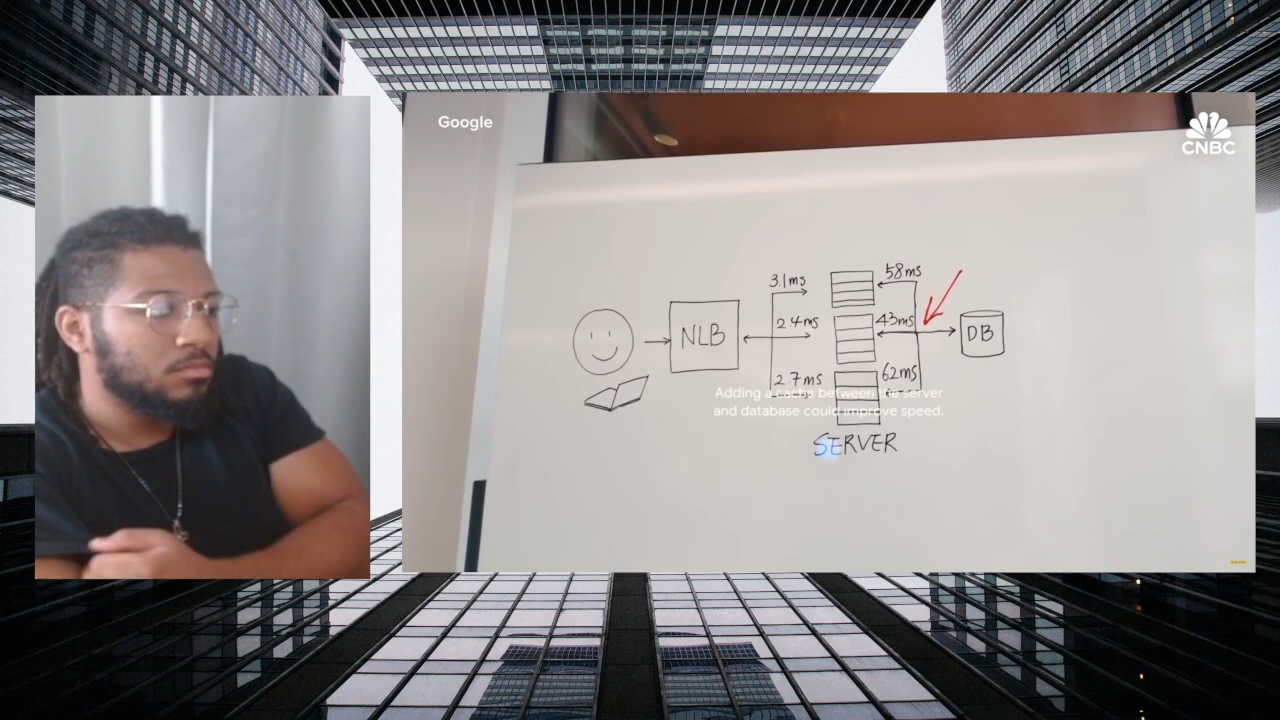 Google
CNBC
3.1ms
58ms
NLB
2.4ms
43ms
DB
2.7ms
62ms
Adding a cache between the server
and database could improve speed.
SERVER